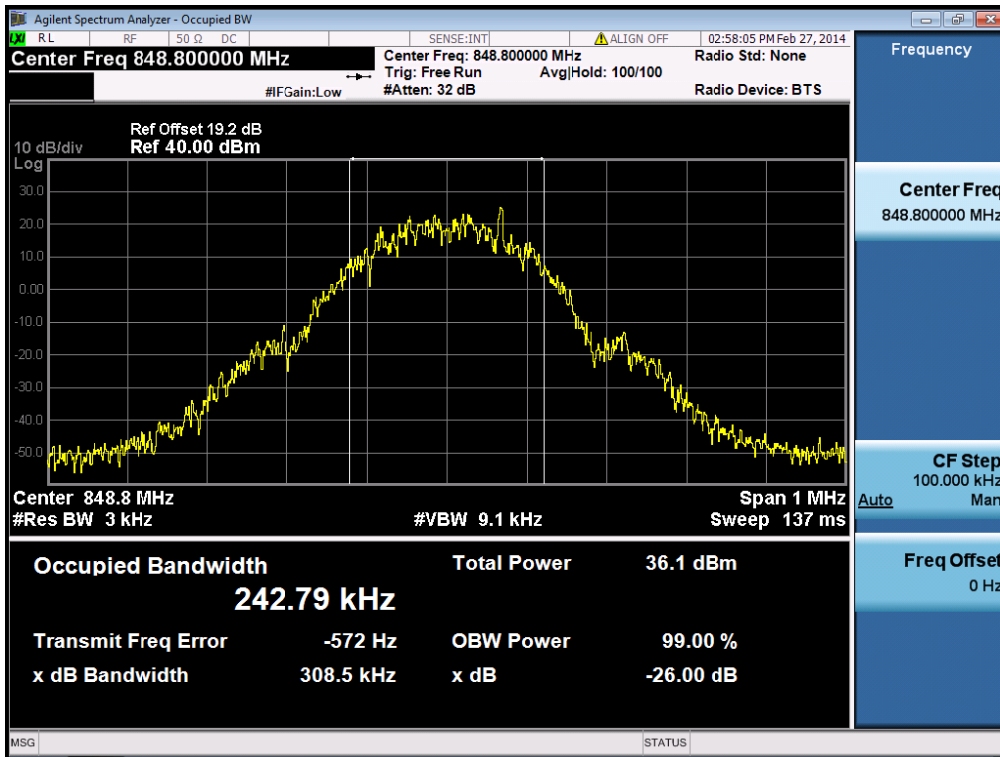 Agilent Spectrum Analyzer - Occupied BW
LXI RL RF 50 Ω DC SENSE:INT ALIGN OFF 02:58:05 PM Feb 27, 2014
Center Freq 848.800000 MHz
Center Freq: 848.800000 MHz
Radio Std: None
Trig: Free Run Avg|Hold: 100/100
#IFGain:Low
#Atten: 32 dB
Radio Device: BTS
Ref Offset 19.2 dB
10 dB/div Ref 40.00 dBm
Log
30.0
20.0
10.0
0.00
-10.0
-20.0
-30.0
-40.0
-50.0
Center 848.8 MHz Span 1 MHz
#Res BW 3 kHz #VBW 9.1 kHz Sweep 137 ms
Occupied Bandwidth Total Power 36.1 dBm
242.79 kHz
Transmit Freq Error -572 Hz OBW Power 99.00 %
x dB Bandwidth 308.5 kHz x dB -26.00 dB
MSG STATUS
Frequency
Center Freq
848.800000 MHz
CF Step
100.000 kHz
Auto Man
Freq Offset
0 Hz